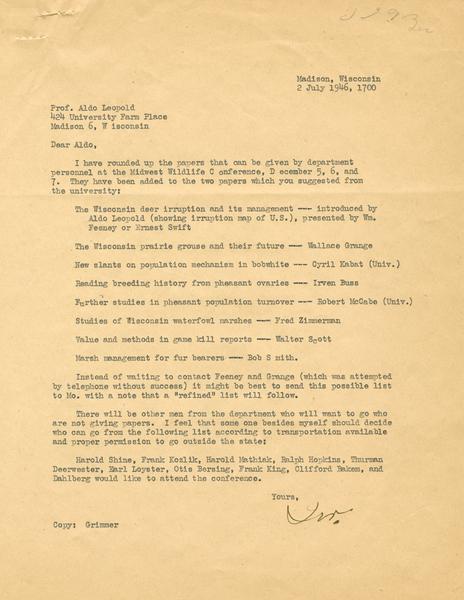 Madison, Wisconsin
2 July 1946, 1700
Prof. Aldo Leopold
424 University Farm Place
Madison 6, W isconsin
Dear Aldo,
I have rounded up the papers that can be given by department
personnel at the Midwest Wildlife C onference, D ecember 5, 6, and
7. They have been added to the two papers which you suggested from
the university:
The Wisconsin deer irruption and its management --- introduced by
Aldo Leopold (showing irruption map of U.S.), presented by Wm.
Feeney or Ernest Swift
The Wisconsin prairie grouse and their future --- Wallace Grange
New slants on population mechanism in bobwhite --- Cyril Kabat (Univ.)
Reading breeding history from pheasant ovaries --- Irven Buss
Further studies in pheasant population turnover --- Robert McCabe (Univ.)
Studies of Wisconsin waterfowl marshes --- Fred Zimmerman
Value and methods in game kill reports --- Walter Scott
Marsh management for fur bearers --- Bob S mith.
Instead of waiting to contact Feeney and Grange (which was attempted
by telephone without success) it might be best to send this possible list
to Mo. with a note that a "refined" list will follow.
There will be other men from the department who will want to go who
are not giving papers. I feel that some one besides myself should decide
who can go from the following list according to transportation available
and proper permission to go outside the state:
Harold Shine, Frank Kozlik, Harold Mathiak, Ralph Hopkins, Thurman
Deerwester, Earl Loyster, Otis Bersing, Frank King, Clifford Bakem, and
Dahlberg would like to attend the conference.
Yours,
Irv.
Copy: Grimmer